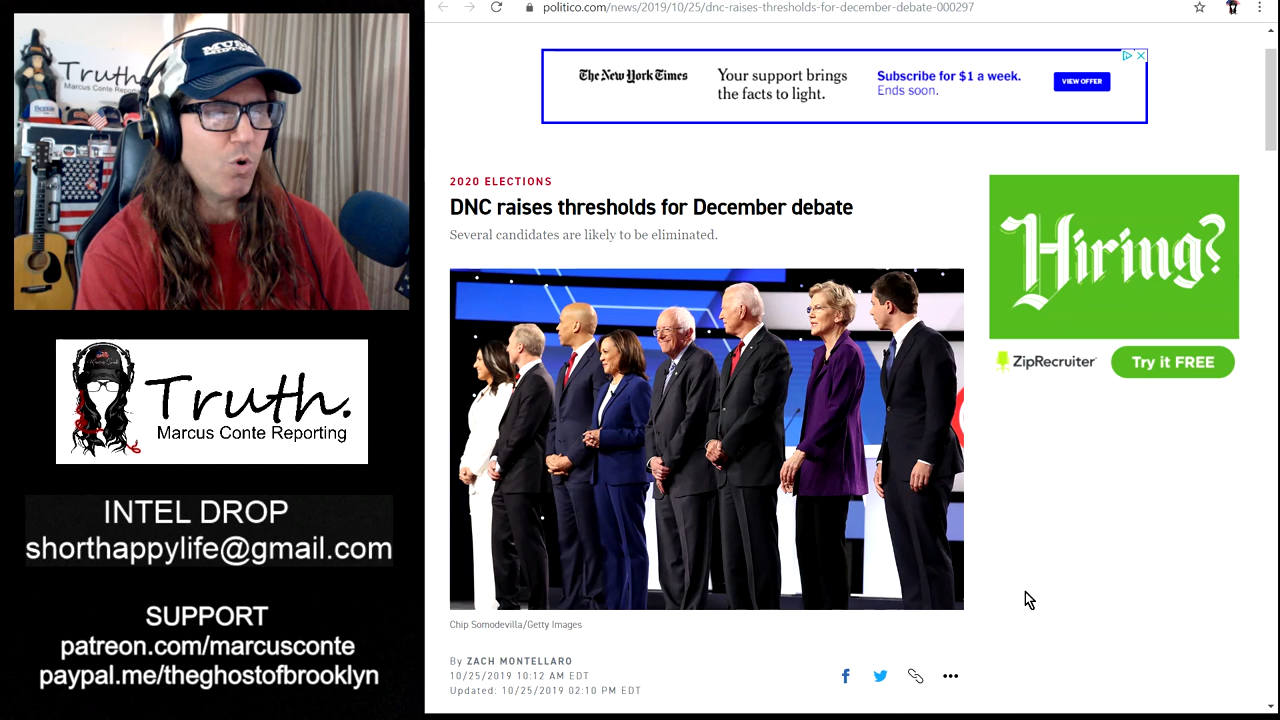 Truth.
Marcus Conte Reporting
INTEL DROP
shorthappylife@gmail.com
SUPPORT
patreon.com/marcusconte
paypal.me/theghostofbrooklyn
politico.com/news/2019/10/25/dnc-raises-thresholds-for-december-debate-000297
The New York Times
Your support brings
the facts to light.
Subscribe for $1 a week.
Ends soon.
VIEW OFFER
2020 ELECTIONS
DNC raises thresholds for December debate
Several candidates are likely to be eliminated.
Chip Somodevilla/Getty Images
By ZACH MONTELLARO
10/25/2019 10:12 AM EDT
Updated: 10/25/2019 02:10 PM EDT
Hiring?
ZipRecruiter
Try it FREE